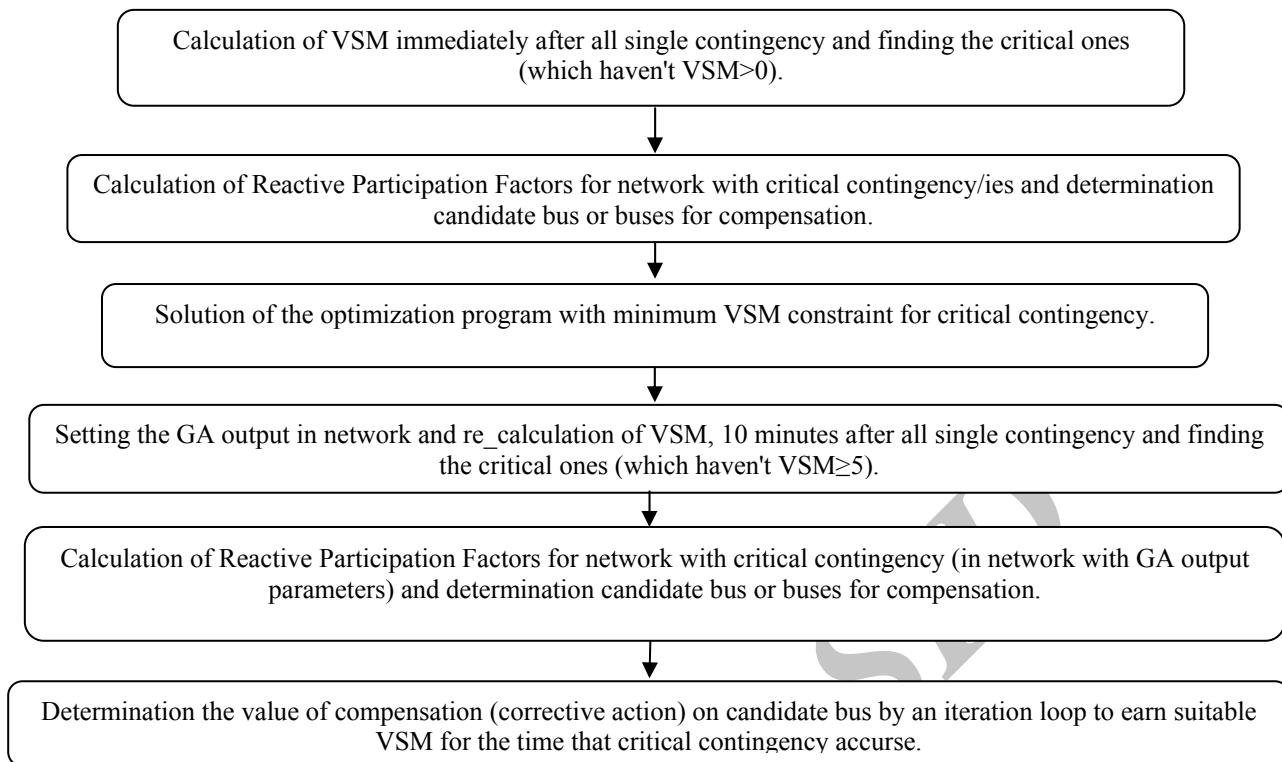 Calculation of VSM immediately after all single contingency and finding the critical ones
(which haven't VSM>0).
Calculation of Reactive Participation Factors for network with critical contingency/ies and determination
candidate bus or buses for compensation.
Solution of the optimization program with minimum VSM constraint for critical contingency.
Setting the GA output in network and re_calculation of VSM, 10 minutes after all single contingency and finding
the critical ones (which haven't VSM≥5).
Calculation of Reactive Participation Factors for network with critical contingency (in network with GA output
parameters) and determination candidate bus or buses for compensation.
Determination the value of compensation (corrective action) on candidate bus by an iteration loop to earn suitable
VSM for the time that critical contingency accurse.